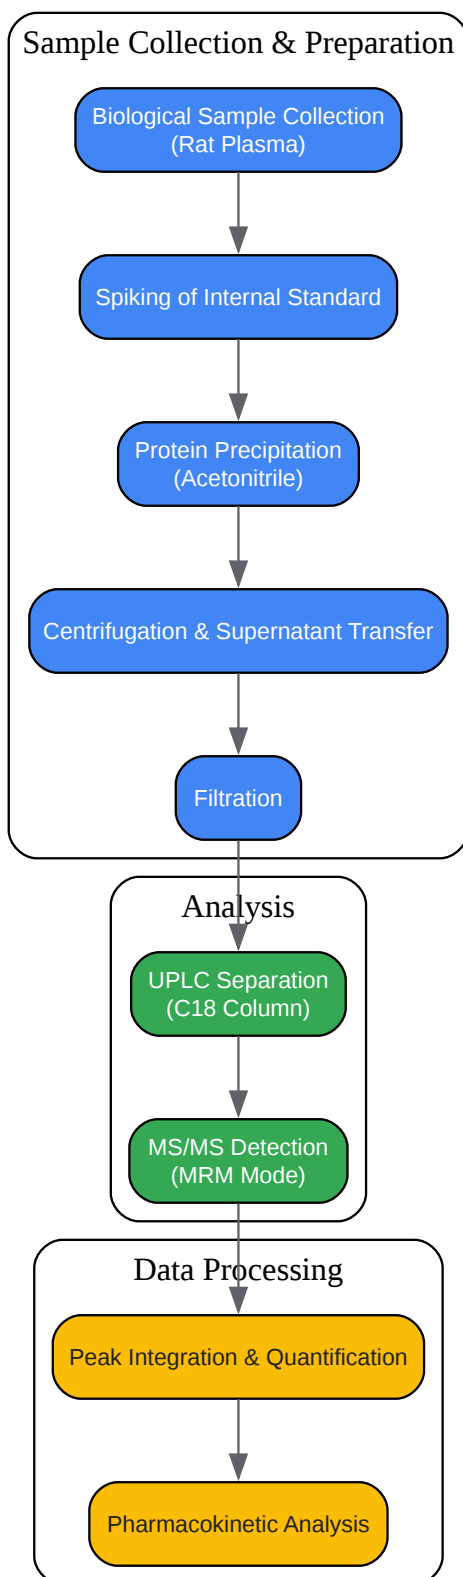 Sample Collection & Preparation
Biological Sample Collection
(Rat Plasma)
Spiking of Internal Standard
Protein Precipitation
(Acetonitrile)
Centrifugation & Supernatant Transfer
Filtration
Analysis
UPLC Separation
(C18 Column)
MS/MS Detection
(MRM Mode)
Data Processing
Peak Integration & Quantification
Pharmacokinetic Analysis